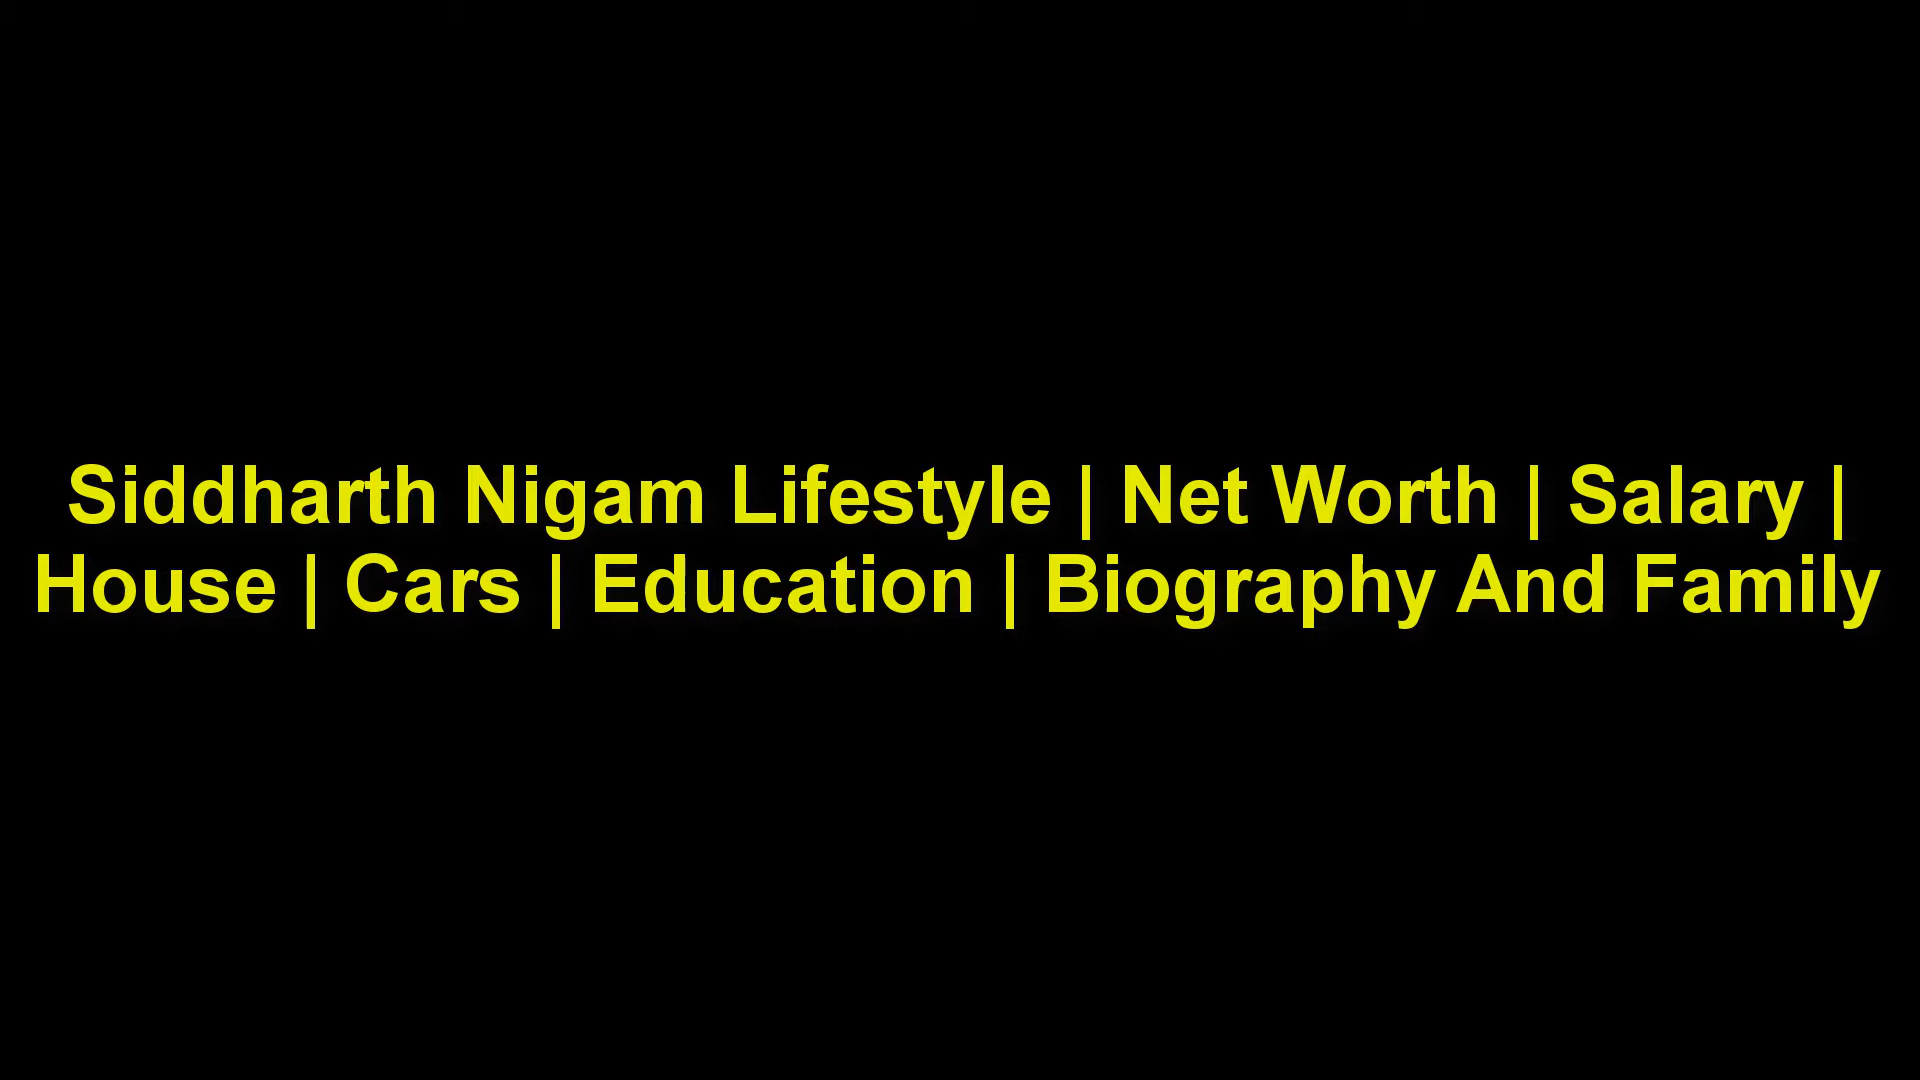 Siddharth Nigam Lifestyle | Net Worth | Salary |
House | Cars | Education | Biography And Family